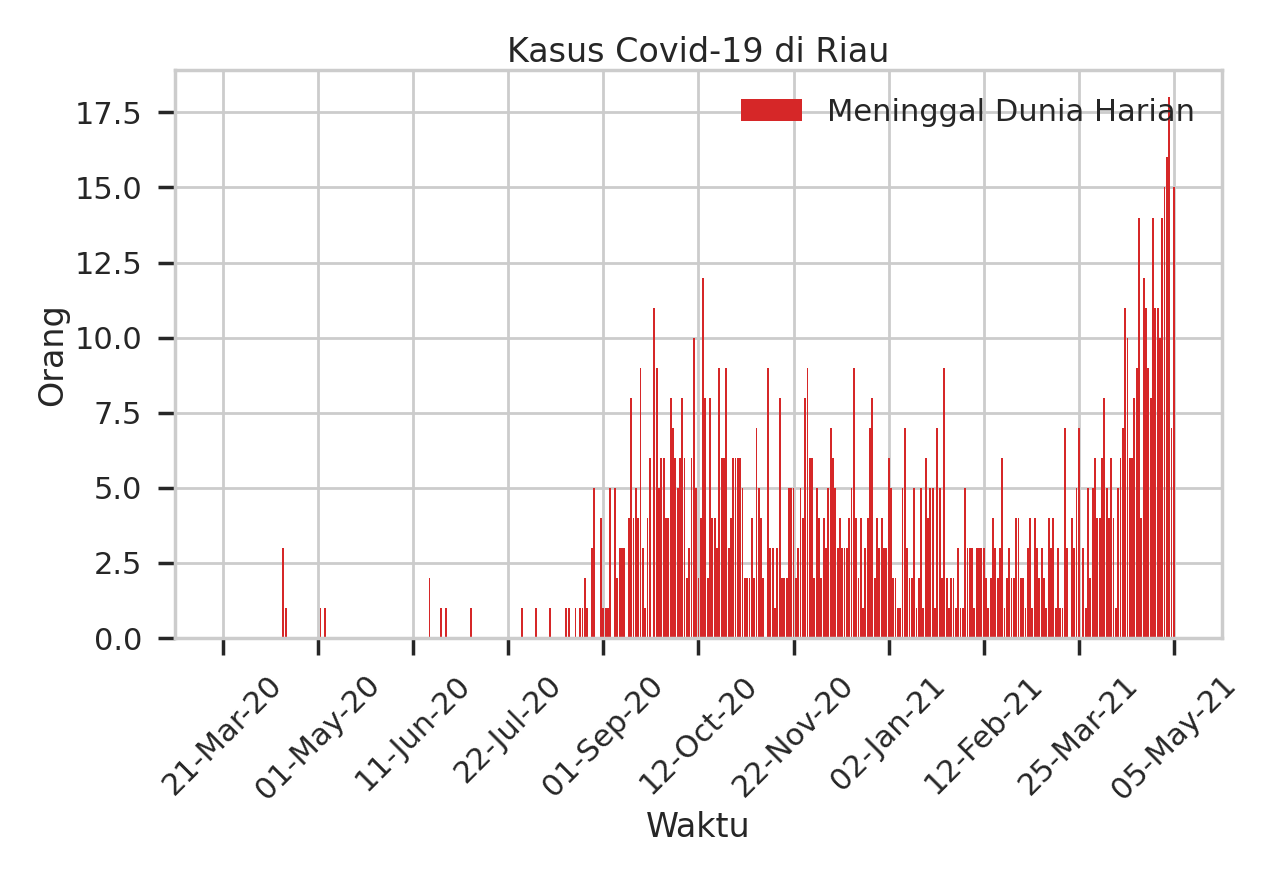 Kasus Covid-19 di Riau
Meninggal Dunia Harian
17.5
15.0
12.5
10.0
7.5
5.0
2.5
0.0
Orang
21-Mar-20
01-May-20
11-Jun-20
22-Jul-20
01-Sep-20
12-Oct-20
22-Nov-20
02-Jan-21
12-Feb-21
25-Mar-21
05-May-21
Waktu